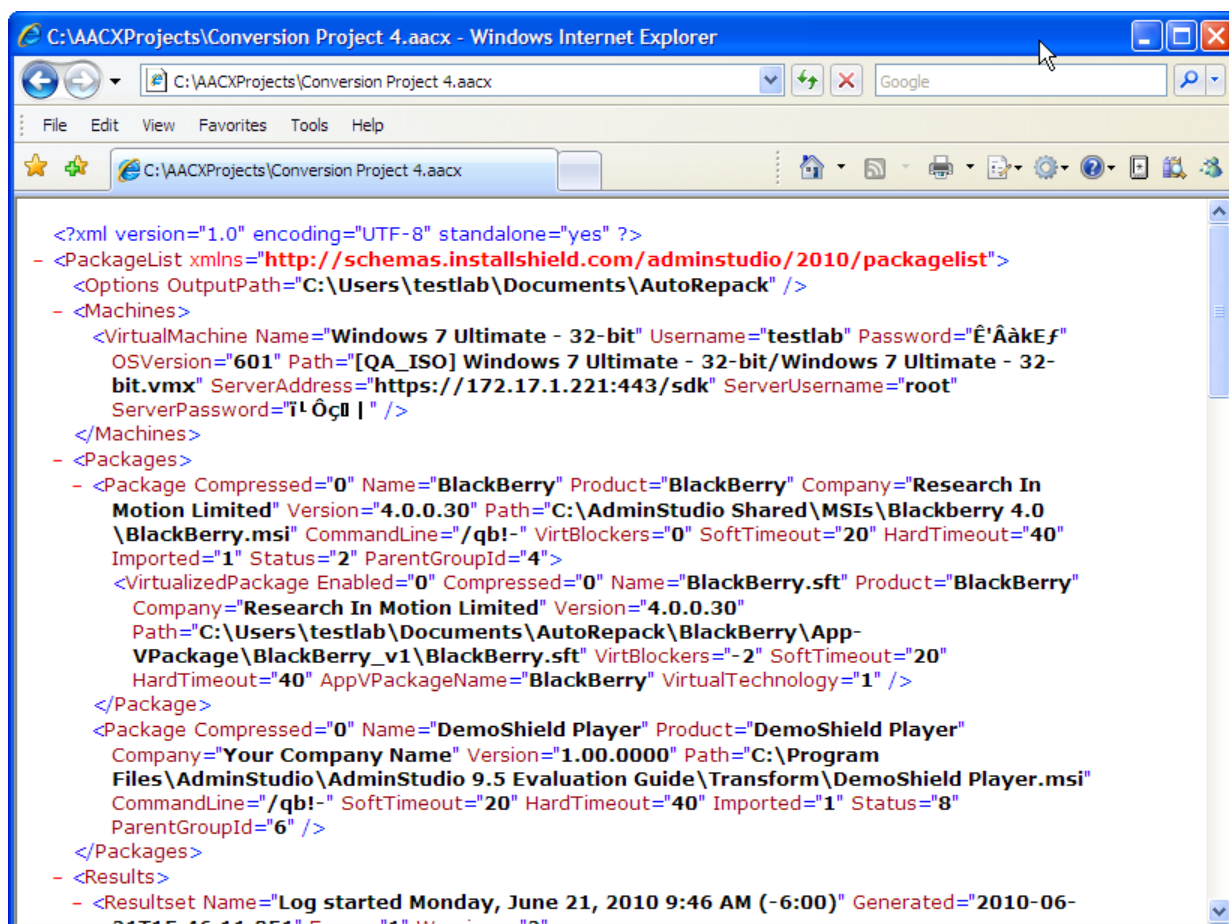 C:\AACXProjects\Conversion Project 4.aacx - Windows Internet Explorer
C:\AACXProjects\Conversion Project 4.aacx
Google
File Edit View Favorites Tools Help
C:\AACXProjects\Conversion Project 4.aacx
<?xml version="1.0" encoding="UTF-8" standalone="yes" ?>
- <PackageList xmlns="http://schemas.installshield.com/adminstudio/2010/packagelist">
<Options OutputPath="C:\Users\testlab\Documents\AutoRepack" />
- <Machines>
<VirtualMachine Name="Windows 7 Ultimate - 32-bit" Username="testlab" Password="Ê'ÂàkEƒ"
OSVersion="601" Path="[QA_ISO] Windows 7 Ultimate - 32-bit/Windows 7 Ultimate - 32-
bit.vmx" ServerAddress="https://172.17.1.221:443/sdk" ServerUsername="root"
ServerPassword=" />
</Machines>
- <Packages>
- <Package Compressed="0" Name="BlackBerry" Product="BlackBerry" Company="Research In
Motion Limited" Version="4.0.0.30" Path="C:\AdminStudio Shared\MSIs\Blackberry 4.0
\BlackBerry.msi" CommandLine="/qb!-" VirtBlockers="0" SoftTimeout="20" HardTimeout="40"
Imported="1" Status="2" ParentGroupId="4">
<VirtualizedPackage Enabled="0" Compressed="0" Name="BlackBerry.sft" Product="BlackBerry"
Company="Research In Motion Limited" Version="4.0.0.30"
Path="C:\Users\testlab\Documents\AutoRepack\BlackBerry\App-
VPackage\BlackBerry_v1\BlackBerry.sft" VirtBlockers="-2" SoftTimeout="20"
HardTimeout="40" AppVPackageName="BlackBerry" VirtualTechnology="1" />
</Package>
<Package Compressed="0" Name="DemoShield Player" Product="DemoShield Player"
Company="Your Company Name" Version="1.00.0000" Path="C:\Program
Files\AdminStudio\AdminStudio 9.5 Evaluation Guide\Transform\DemoShield Player.msi"
CommandLine="/qb!-" SoftTimeout="20" HardTimeout="40" Imported="1" Status="8"
ParentGroupId="6" />
</Packages>
- <Results>
- <Resultset Name="Log started Monday, June 21, 2010 9:46 AM (-6:00)" Generated="2010-06-